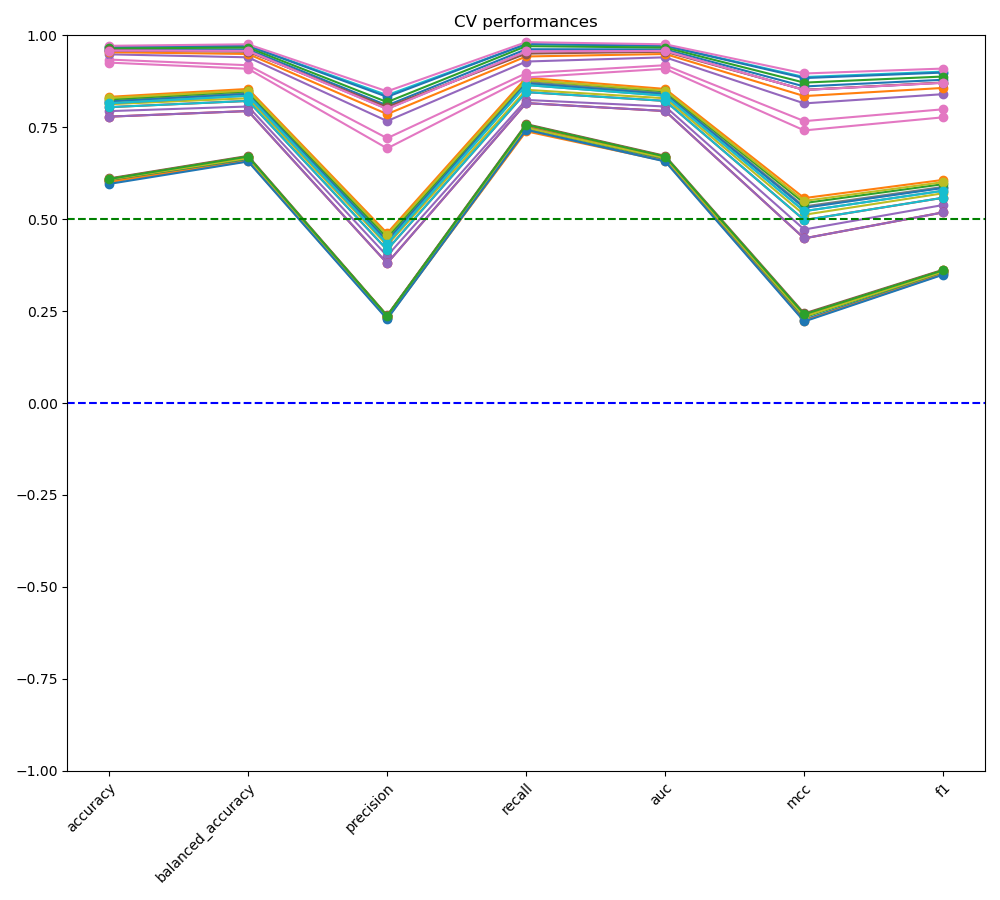 CV performances
1.00
0.75
0.50
0.25
0.00
−0.25
−0.50
−0.75
−1.00
accuracy
balanced_accuracy
precision
recall
auc
mcc
f1